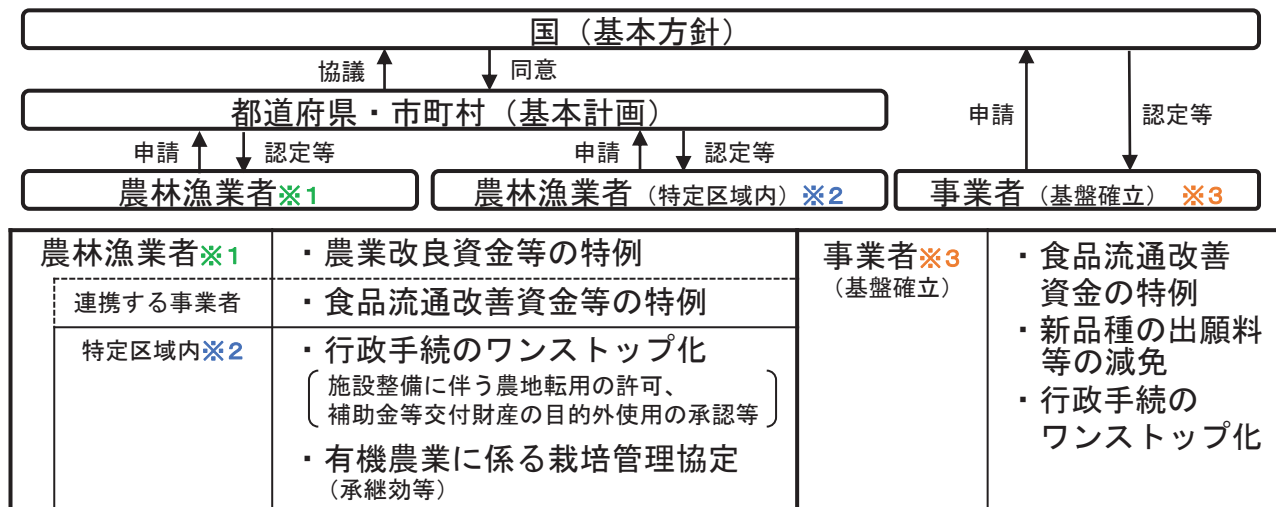 国（基本方針）
協議
同意
都道府県・市町村（基本計画）
申請
認定等
申請
認定等
申請
認定等
農林漁業者※1
農林漁業者（特定区域内）※2
事業者（基盤確立）※3
農林漁業者※1
・農業改良資金等の特例
連携する事業者
・食品流通改善資金等の特例
特定区域内※2
・行政手続のワンストップ化
施設整備に伴う農地転用の許可、
補助金等交付財産の目的外使用の承認等
・有機農業に係る栽培管理協定
（承継効等）
事業者※3
（基盤確立）
・食品流通改善
資金の特例
・新品種の出願料
等の減免
・行政手続の
ワンストップ化